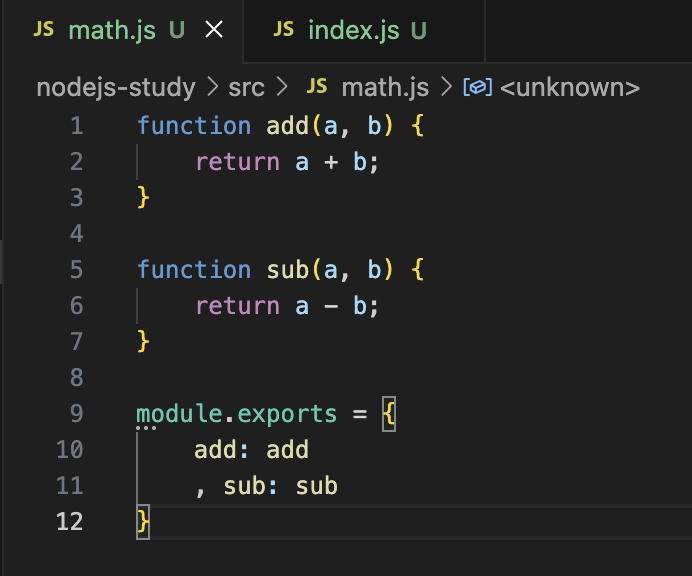 JS math.js U ×
JS index.js U
nodejs-study > src > JS math.js > <unknown>
1 function add(a, b) {
2     return a + b;
3 }
4
5 function sub(a, b) {
6     return a - b;
7 }
8
9 module.exports = {
10     add: add
11     , sub: sub
12 }